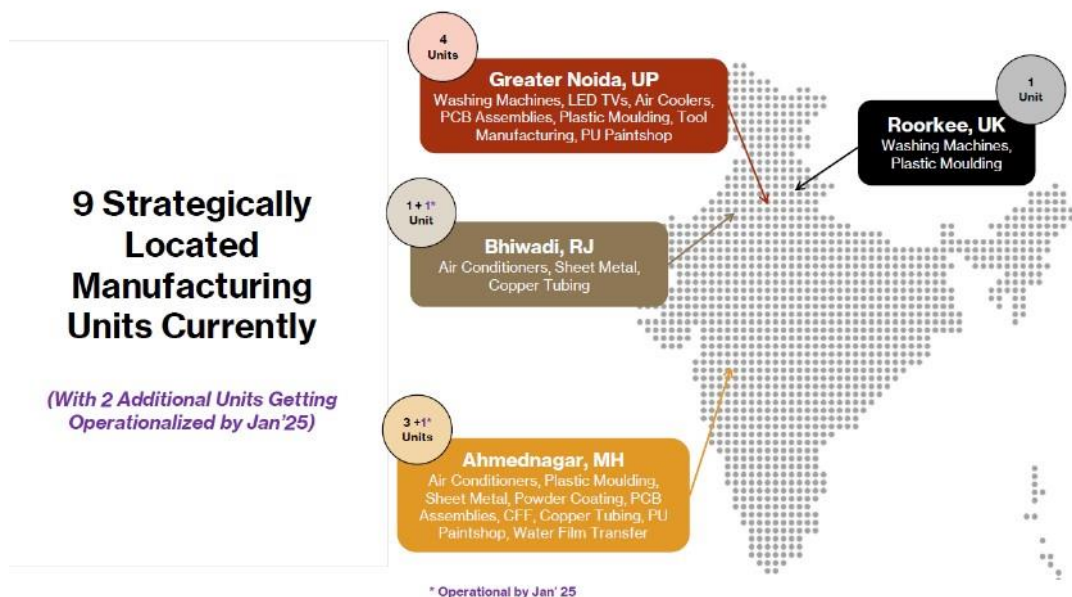 9 Strategically
Located
Manufacturing
Units Currently
(With 2 Additional Units Getting
Operationalized by Jan'25)
4
Units
Greater Noida, UP
Washing Machines, LED TVs, Air Coolers,
PCB Assemblies, Plastic Moulding, Tool
Manufacturing, PU Paintshop
1
Unit
Roorkee, UK
Washing Machines,
Plastic Moulding
1 + 1*
Unit
Bhiwadi, RJ
Air Conditioners, Sheet Metal,
Copper Tubing
3 +1*
Units
Ahmednagar, MH
Air Conditioners, Plastic Moulding,
Sheet Metal, Powder Coating, PCB
Assemblies, CFF, Copper Tubing, PU
Paintshop, Water Film Transfer
* Operational by Jan' 25